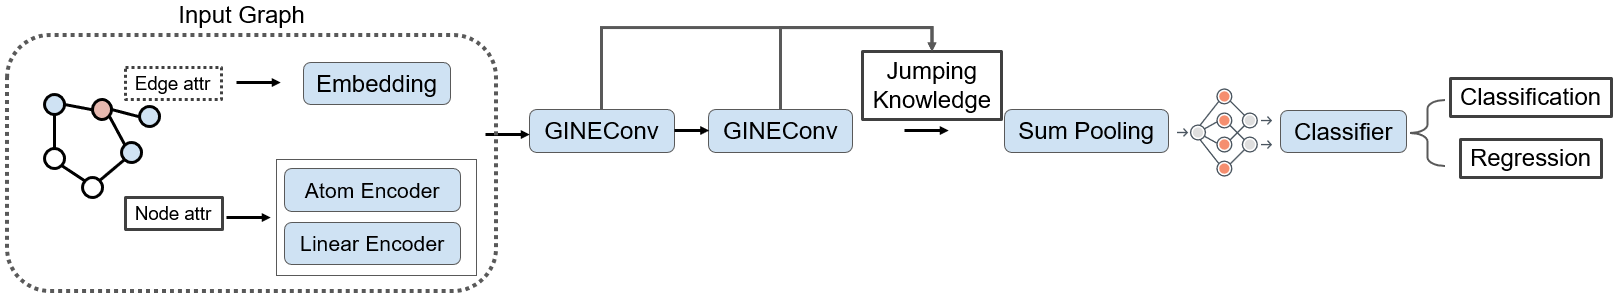 Input Graph
Edge attr
Embedding
Node attr
Atom Encoder
Linear Encoder
GINEConv
GINEConv
Jumping
Knowledge
Sum Pooling
Classifier
Classification
Regression